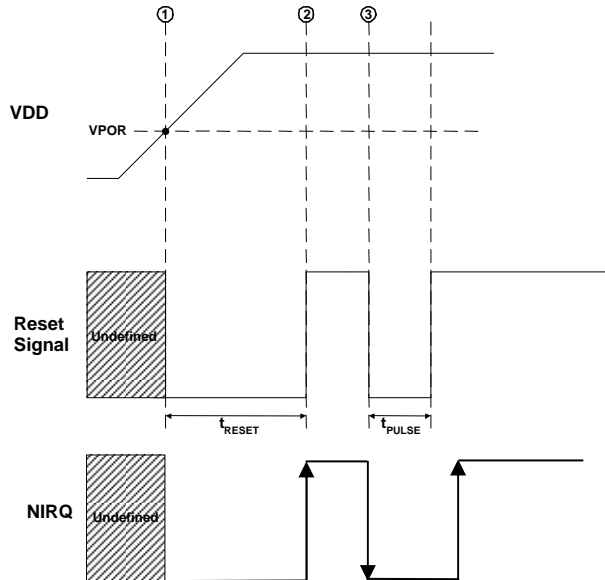 1 2 3
VDD
VPOR
Reset
Signal
Undefined
tRESET tPULSE
NIRQ
Undefined